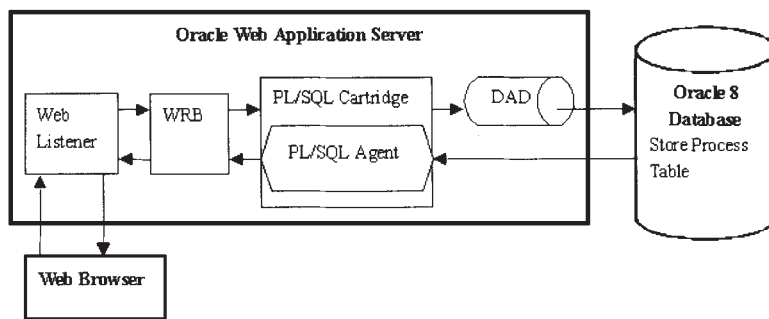 Oracle Web Application Server
Web
Listener
WRB
PL/SQL Cartridge
PL/SQL Agent
DAD
Oracle 8
Database
Store Process
Table
Web Browser